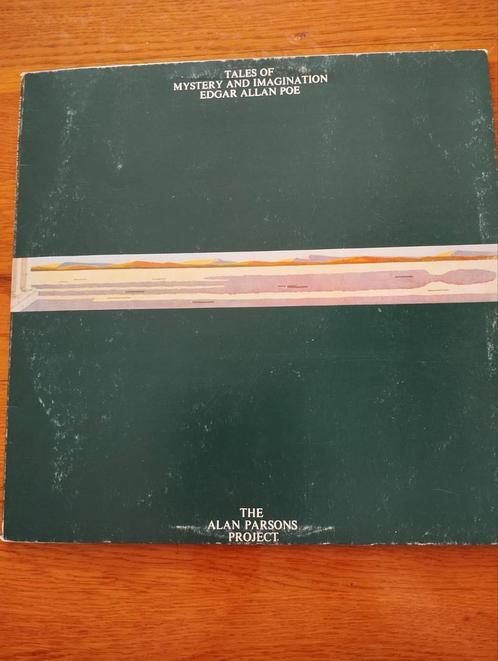 TALES OF
MYSTERY AND IMAGINATION
EDGAR ALLAN POE
THE
ALAN PARSONS
PROJECT